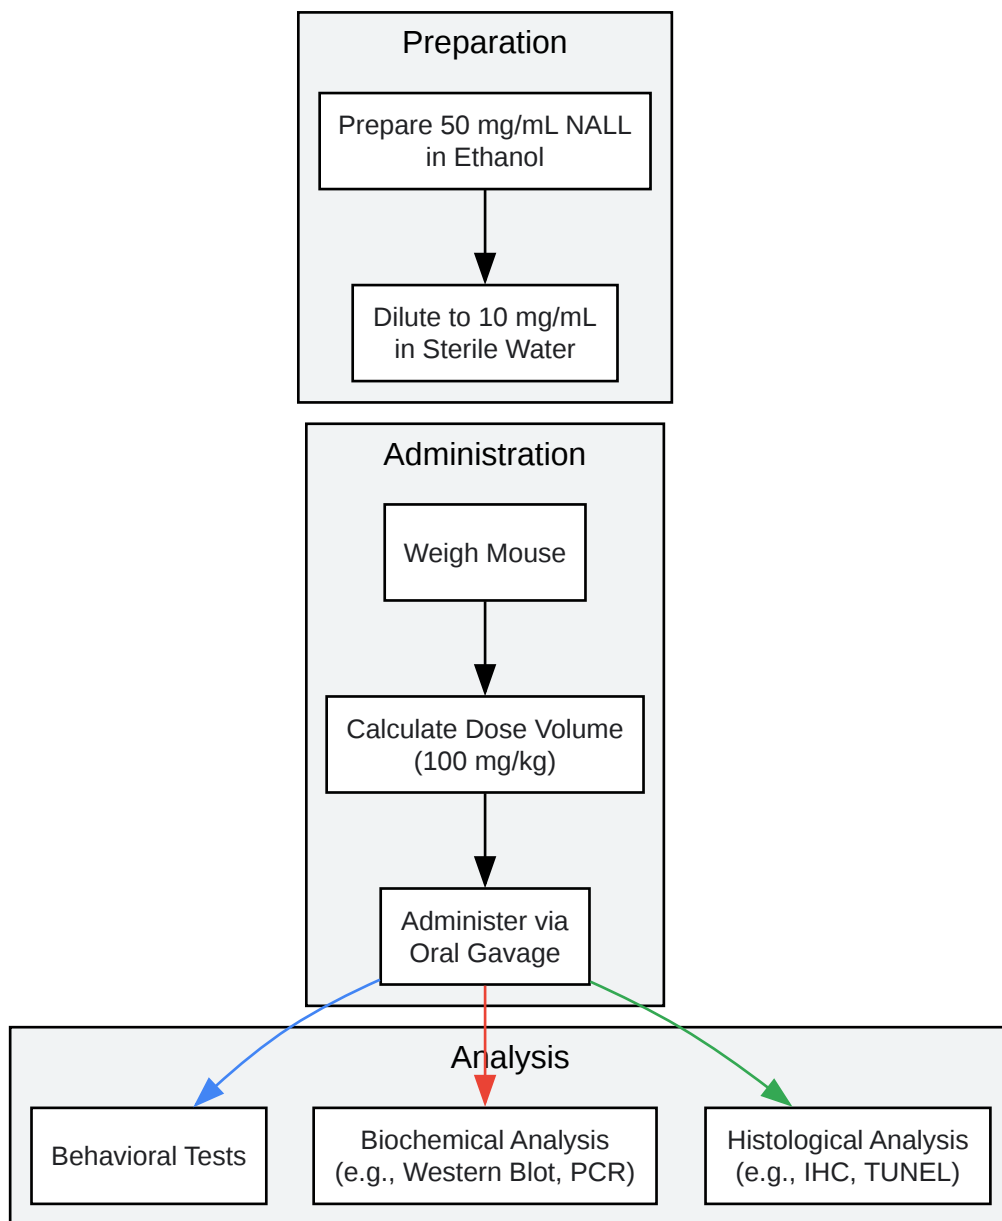 Preparation
Prepare 50 mg/mL NALL
in Ethanol
Dilute to 10 mg/mL
in Sterile Water
Administration
Weigh Mouse
Calculate Dose Volume
(100 mg/kg)
Administer via
Oral Gavage
Analysis
Behavioral Tests
Biochemical Analysis
(e.g., Western Blot, PCR)
Histological Analysis
(e.g., IHC, TUNEL)